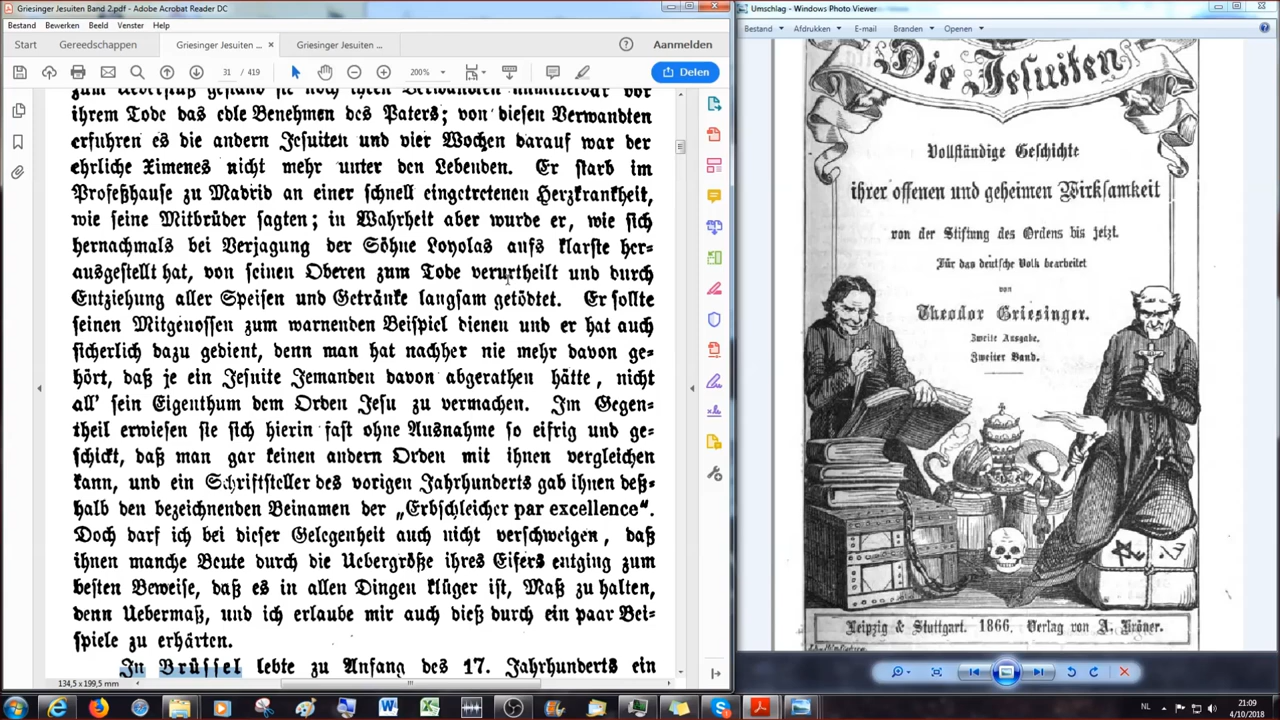 Griesinger Jesuiten Band 2.pdf - Adobe Acrobat Reader DC
Bestand Bewerken Beeld Venster Help
Start Gereedschappen Griesinger Jesuiten ... × Griesinger Jesuiten ... Aanmelden
31 / 419 200% Delen
zum Ueberfluß gestand sie noch ihren Verwandten unmittelbar vor
ihrem Tode das edle Benehmen des Paters; von diesen Verwandten
erfuhren es die andern Jesuiten und vier Wochen darauf war der
ehrliche Ximenes nicht mehr unter den Lebenden. Er starb im
Profeßhause zu Madrid an einer schnell eingetretenen Herzkrankheit,
wie seine Mitbrüder sagten; in Wahrheit aber wurde er, wie sich
hernachmals bei Verjagung der Söhne Loyolas aufs klarste her-
ausgestellt hat, von seinen Oberen zum Tode verurtheilt und durch
Entziehung aller Speisen und Getränke langsam getödtet. Er sollte
seinen Mitgenossen zum warnenden Beispiel dienen und er hat auch
sicherlich dazu gedient, denn man hat nachher nie mehr davon ge-
hört, daß je ein Jesuite Jemanden davon abgerathen hätte, nicht
all' sein Eigenthum dem Orden Jesu zu vermachen. Im Gegen-
theil erwiesen sie sich hierin fast ohne Ausnahme so eifrig und ge-
schickt, daß man gar keinen andern Orden mit ihnen vergleichen
kann, und ein Schriftsteller des vorigen Jahrhunderts gab ihnen deß-
halb den bezeichnenden Beinamen der „Erbschleicher par excellence“.
Doch darf ich bei dieser Gelegenheit auch nicht verschweigen, daß
ihnen manche Beute durch die Uebergröße ihres Eifers entging zum
besten Beweise, daß es in allen Dingen klüger ist, Maß zu halten,
denn Uebermaß, und ich erlaube mir auch dieß durch ein paar Bei-
spiele zu erhärten.
In Brüssel lebte zu Anfang des 17. Jahrhunderts ein
134,5 x 199,5 mm
Umschlag - Windows Photo Viewer
Bestand Afdrukken E-mail Branden Openen
Die Jesuiten
Vollständige Geschichte
ihrer offenen und geheimen Wirksamkeit
von der Stiftung des Ordens bis jetzt.
Für das deutsche Volk bearbeitet
von
Theodor Griesinger.
Zweite Ausgabe.
Zweiter Band.
Leipzig & Stuttgart. 1866, Verlag von A. Kröner.
NL
21:09
4/10/2018